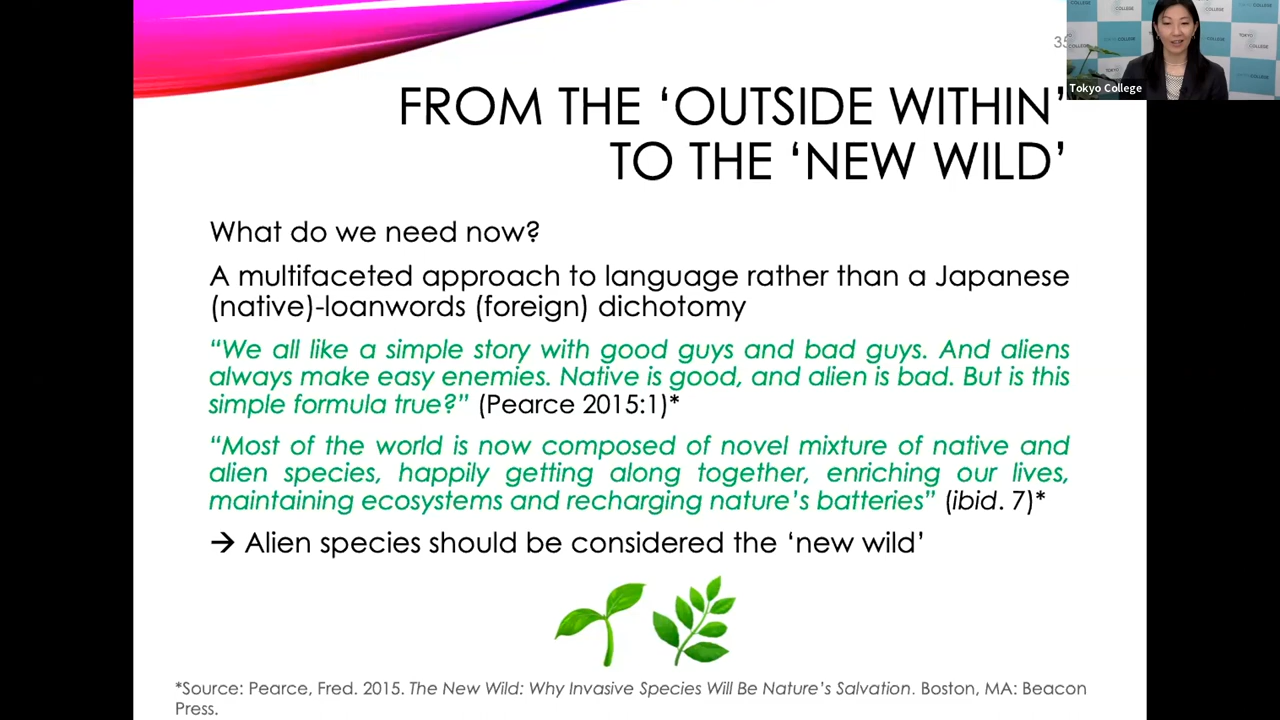 35
Tokyo College
FROM THE ‘OUTSIDE WITHIN’
TO THE ‘NEW WILD’
What do we need now?
A multifaceted approach to language rather than a Japanese
(native)-loanwords (foreign) dichotomy
“We all like a simple story with good guys and bad guys. And aliens
always make easy enemies. Native is good, and alien is bad. But is this
simple formula true?” (Pearce 2015:1)*
“Most of the world is now composed of novel mixture of native and
alien species, happily getting along together, enriching our lives,
maintaining ecosystems and recharging nature’s batteries” (ibid. 7)*
→ Alien species should be considered the ‘new wild’
*Source: Pearce, Fred. 2015. The New Wild: Why Invasive Species Will Be Nature’s Salvation. Boston, MA: Beacon
Press.